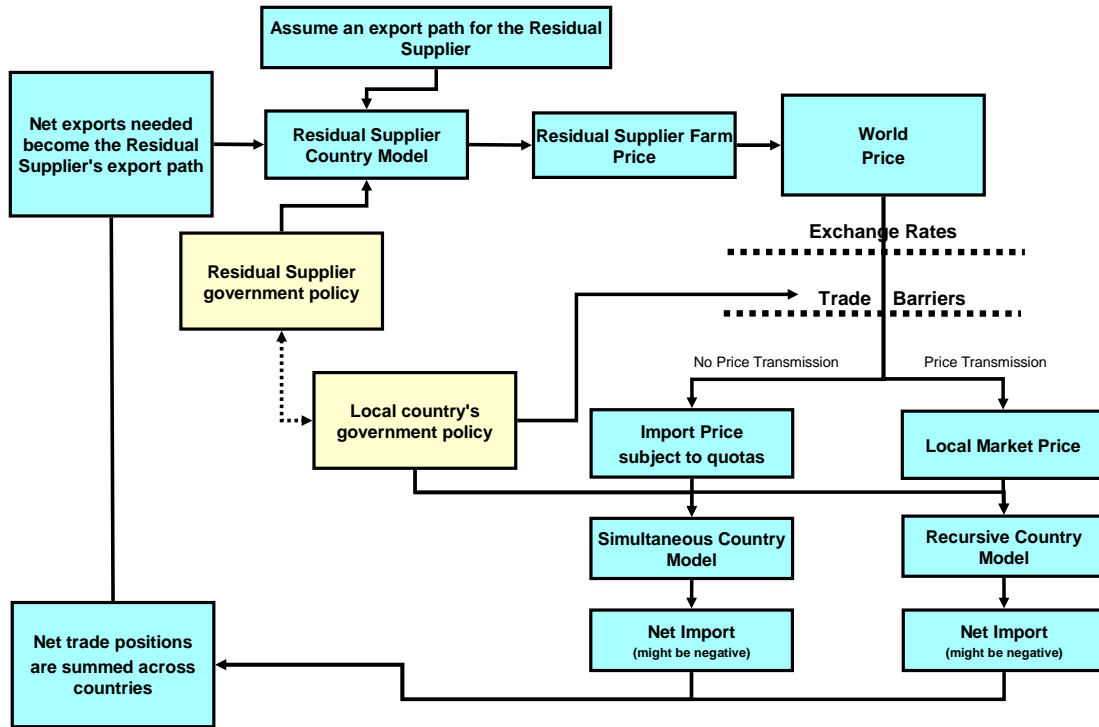 Assume an export path for the Residual
Supplier
Net exports needed
become the Residual
Supplier's export path
Residual Supplier
Country Model
Residual Supplier Farm
Price
World
Price
Exchange Rates
Residual Supplier
government policy
Trade Barriers
No Price Transmission
Price Transmission
Local country's
government policy
Import Price
subject to quotas
Local Market Price
Simultaneous Country
Model
Recursive Country
Model
Net trade positions
are summed across
countries
Net Import
(might be negative)
Net Import
(might be negative)